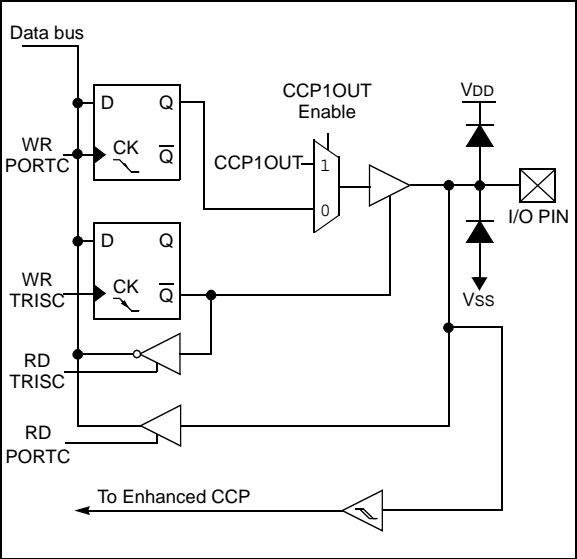 Data bus
D
Q
WR
PORTC
CK
Q
CCP1OUT
Enable
CCP1OUT
1
0
VDD
I/O PIN
VSS
D
Q
WR
TRISC
CK
Q
RD
TRISC
RD
PORTC
To Enhanced CCP